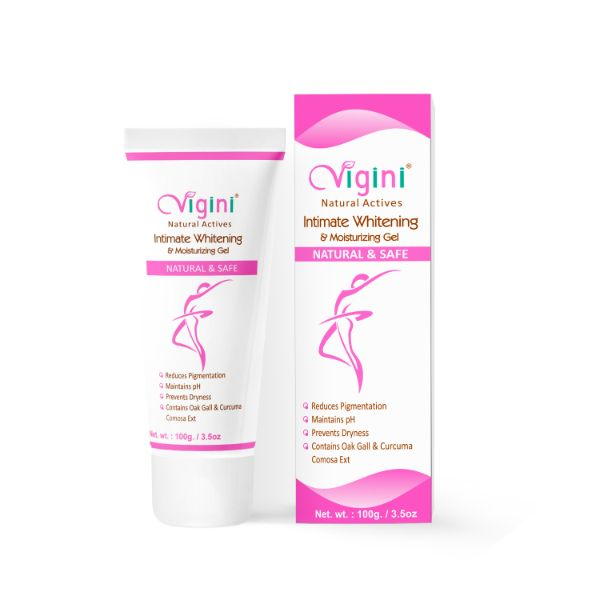 Vigini®
Natural Actives
Intimate Whitening
& Moisturizing Gel
NATURAL & SAFE
Reduces Pigmentation
Maintains pH
Prevents Dryness
Contains Oak Gall & Curcuma
Comosa Ext
Net. wt. : 100g. / 3.5oz
Vigini®
Natural Actives
Intimate Whitening
& Moisturizing Gel
NATURAL & SAFE
Reduces Pigmentation
Maintains pH
Prevents Dryness
Contains Oak Gall & Curcuma
Comosa Ext
Net. wt. : 100g. / 3.5oz